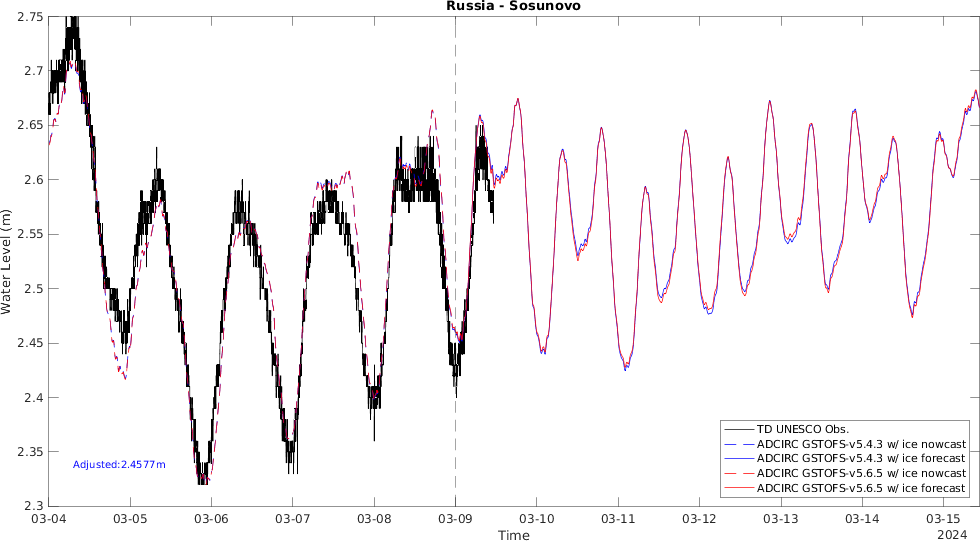 Russia - Sosunovo
2.75
2.7
2.65
2.6
2.55
2.5
2.45
2.4
2.35
2.3
Water Level (m)
Adjusted:2.4577m
TD UNESCO Obs.
ADCIRC GSTOFS-v5.4.3 w/ ice nowcast
ADCIRC GSTOFS-v5.4.3 w/ ice forecast
ADCIRC GSTOFS-v5.6.5 w/ ice nowcast
ADCIRC GSTOFS-v5.6.5 w/ ice forecast
03-04 03-05 03-06 03-07 03-08 03-09 03-10 03-11 03-12 03-13 03-14 03-15
Time
2024